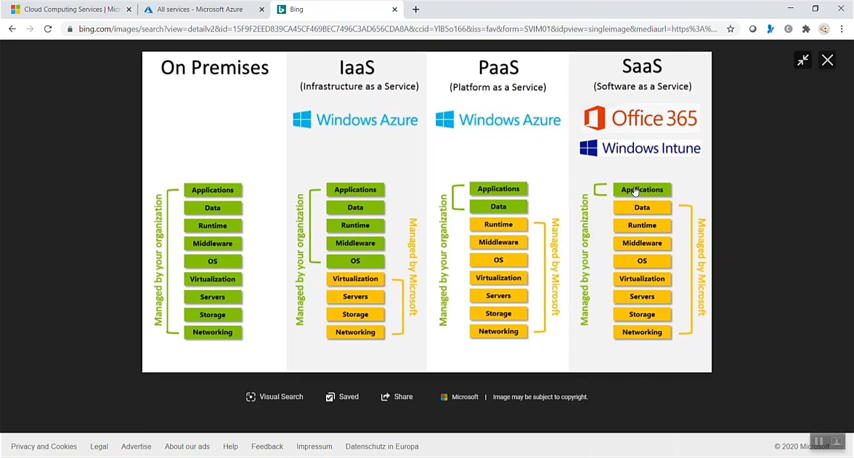 Cloud Computing Services | Micros
All services - Microsoft Azure
Bing
bing.com/images/search?view=detailv2&id=15F9F2EED839CA45CF469BEC7496C3AD656CDA8A&ccid=YlB5o166&iss=fav&form=SVIM01&idpview=singleimage&mediaurl=https%3A%...
On Premises
Managed by your organization
Applications
Data
Runtime
Middleware
OS
Virtualization
Servers
Storage
Networking
IaaS
(Infrastructure as a Service)
Windows Azure
Managed by your organization
Applications
Data
Runtime
Middleware
OS
Virtualization
Servers
Storage
Networking
Managed by Microsoft
PaaS
(Platform as a Service)
Windows Azure
Managed by your organization
Applications
Data
Runtime
Middleware
OS
Virtualization
Servers
Storage
Networking
Managed by Microsoft
SaaS
(Software as a Service)
Office 365
Windows Intune
Managed by your organization
Applications
Data
Runtime
Middleware
OS
Virtualization
Servers
Storage
Networking
Managed by Microsoft
Visual Search Saved Share Microsoft | Image may be subject to copyright.
Privacy and Cookies Legal Advertise About our ads Help Feedback Impressum Datenschutz in Europa © 2020 Micros